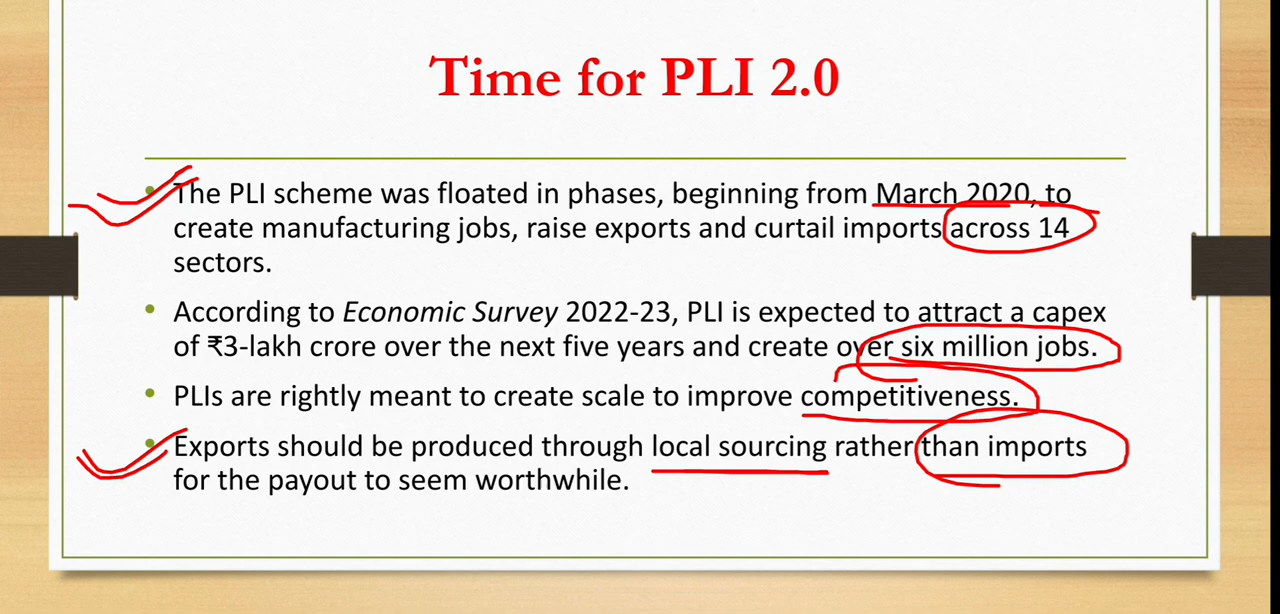 Time for PLI 2.0
• The PLI scheme was floated in phases, beginning from March 2020, to
create manufacturing jobs, raise exports and curtail imports across 14
sectors.
• According to Economic Survey 2022-23, PLI is expected to attract a capex
of ₹3-lakh crore over the next five years and create over six million jobs.
• PLIs are rightly meant to create scale to improve competitiveness.
• Exports should be produced through local sourcing rather than imports
for the payout to seem worthwhile.